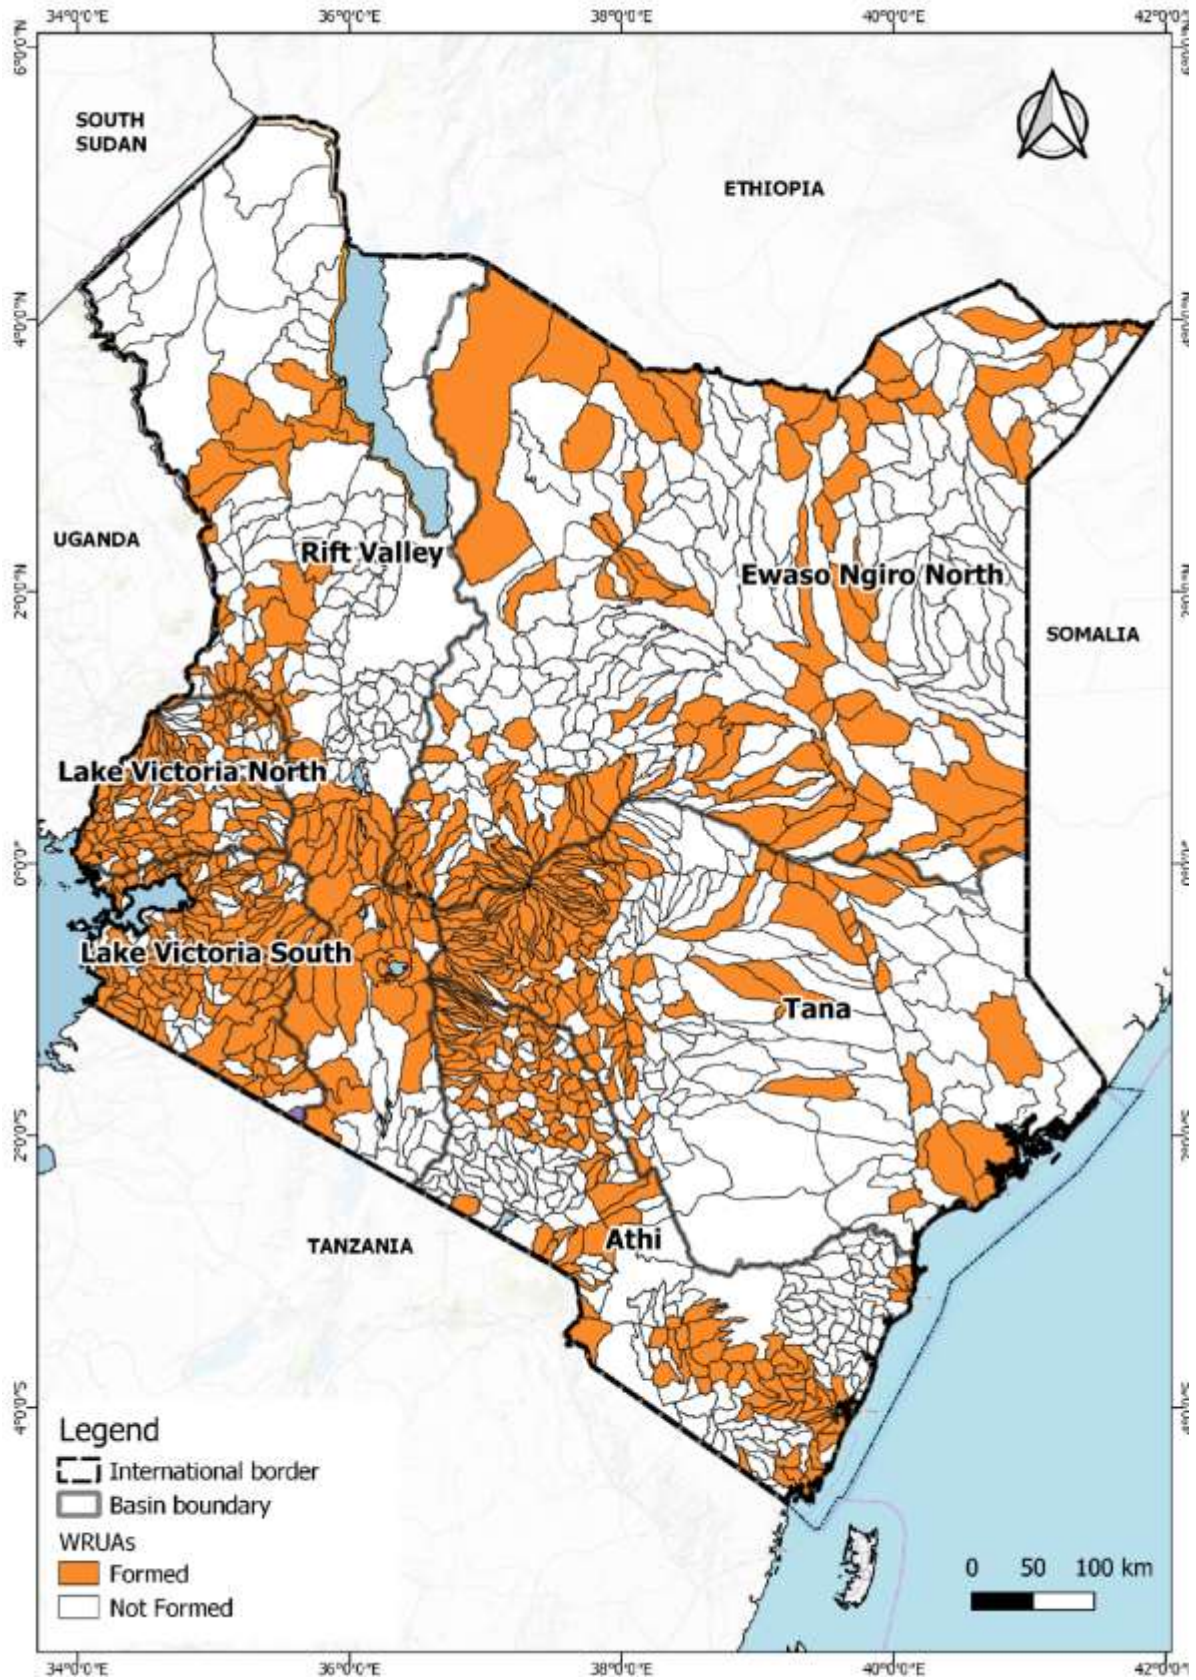 34°0'0"E 36°0'0"E 38°0'0"E 40°0'0"E 42°0'0"E
6°0'0"N
SOUTH
SUDAN
ETHIOPIA
4°0'0"N
UGANDA
Rift Valley
Ewaso Ngiro North
2°0'0"N
SOMALIA
Lake Victoria North
0°0'0"
Lake Victoria South
Tana
2°0'0"S
TANZANIA
Athi
4°0'0"S
Legend
International border
Basin boundary
WRUAs
Formed
Not Formed
0 50 100 km
34°0'0"E 36°0'0"E 38°0'0"E 40°0'0"E 42°0'0"E